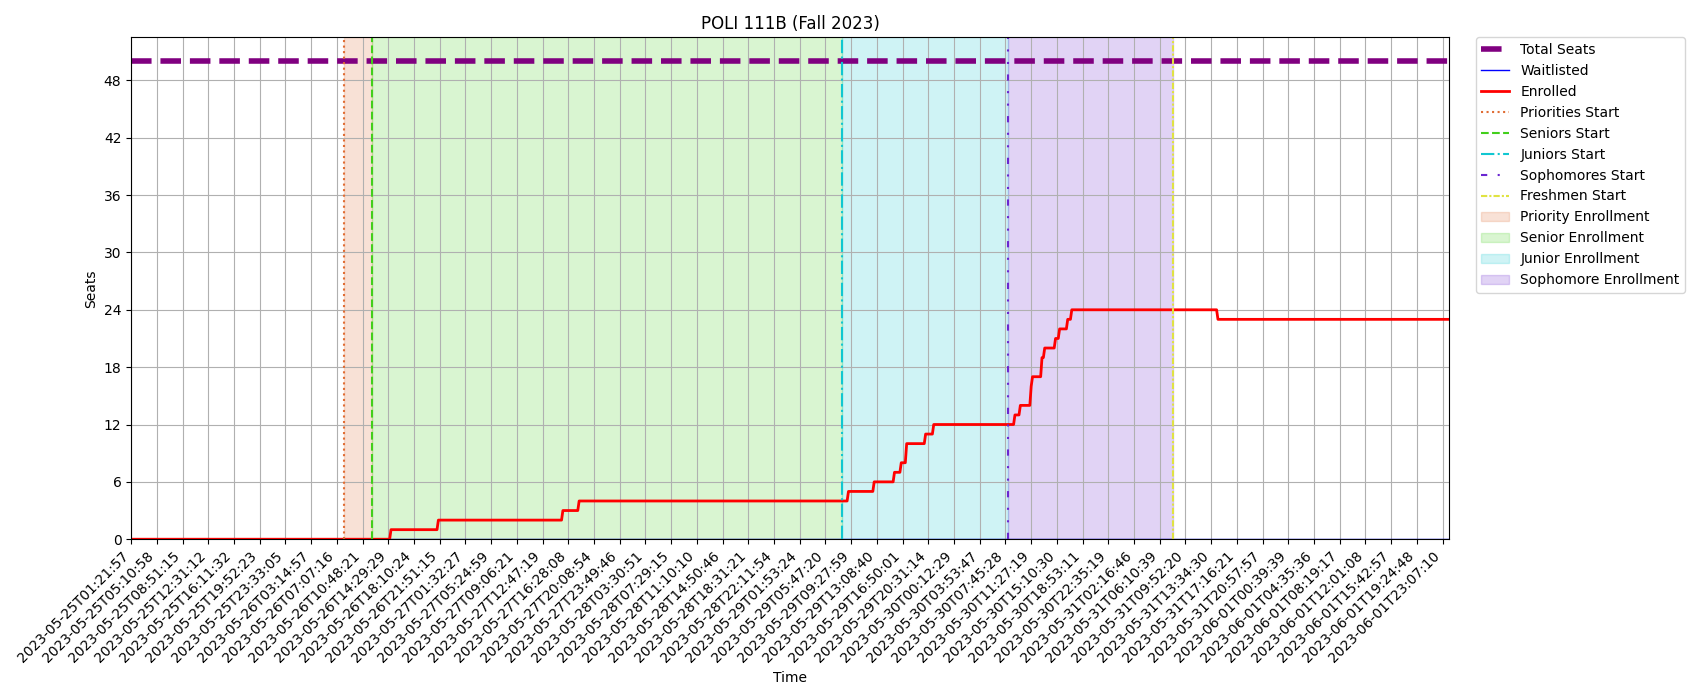 POLI 111B (Fall 2023)
Total Seats
Waitlisted
Enrolled
Priorities Start
Seniors Start
Juniors Start
Sophomores Start
Freshmen Start
Priority Enrollment
Senior Enrollment
Junior Enrollment
Sophomore Enrollment
Seats
48
42
36
30
24
18
12
6
0
2023-05-25T01:21:57
2023-05-25T05:10:58
2023-05-25T08:51:15
2023-05-25T12:31:12
2023-05-25T16:11:32
2023-05-25T19:52:23
2023-05-25T23:33:05
2023-05-26T03:14:57
2023-05-26T07:07:16
2023-05-26T10:48:21
2023-05-26T14:29:29
2023-05-26T18:10:24
2023-05-26T21:51:15
2023-05-27T01:32:27
2023-05-27T05:24:59
2023-05-27T09:06:21
2023-05-27T12:47:19
2023-05-27T16:28:08
2023-05-27T20:08:54
2023-05-27T23:49:46
2023-05-28T03:30:51
2023-05-28T07:29:15
2023-05-28T11:10:10
2023-05-28T14:50:46
2023-05-28T18:31:21
2023-05-28T22:11:54
2023-05-29T01:53:24
2023-05-29T05:47:20
2023-05-29T09:27:59
2023-05-29T13:08:40
2023-05-29T16:50:01
2023-05-29T20:31:14
2023-05-30T00:12:29
2023-05-30T03:53:47
2023-05-30T07:45:28
2023-05-30T11:27:19
2023-05-30T15:10:30
2023-05-30T18:53:11
2023-05-30T22:35:19
2023-05-31T02:16:46
2023-05-31T06:10:39
2023-05-31T09:52:20
2023-05-31T13:34:30
2023-05-31T17:16:21
2023-05-31T20:57:57
2023-06-01T00:39:39
2023-06-01T04:35:36
2023-06-01T08:19:17
2023-06-01T12:01:08
2023-06-01T15:42:57
2023-06-01T19:24:48
2023-06-01T23:07:10
Time